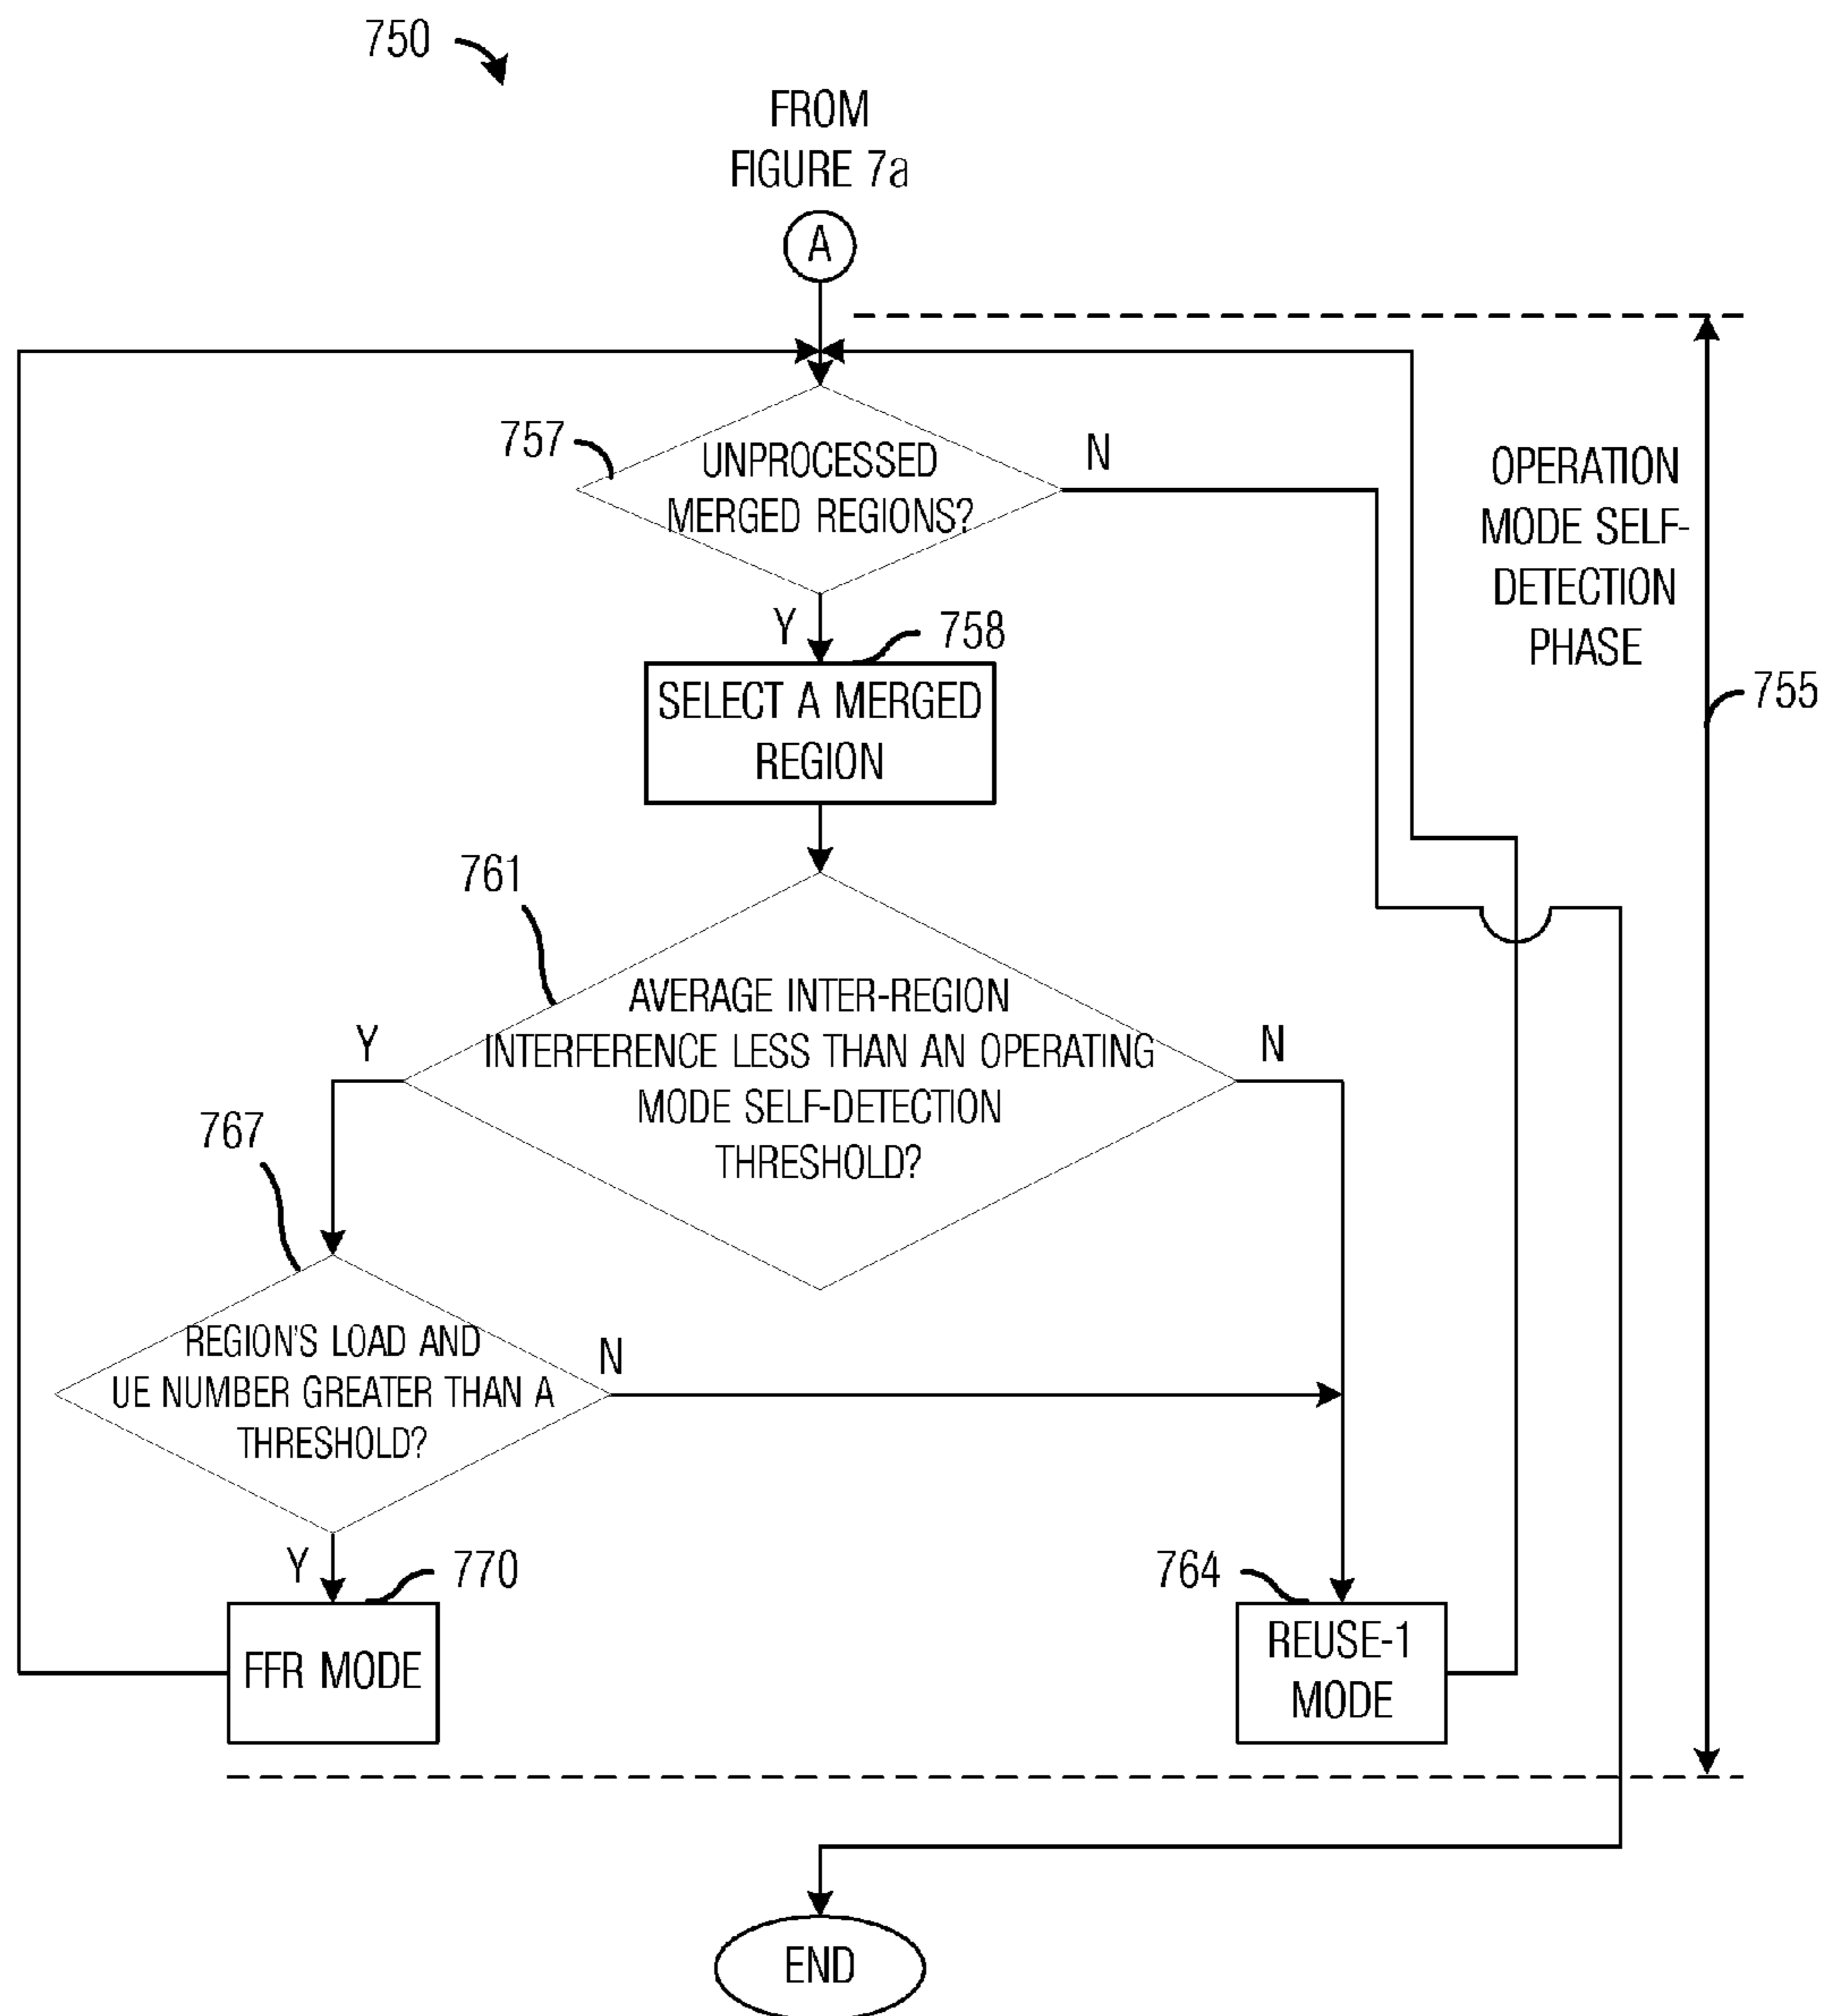 750
FROM
FIGURE 7a
A
757
UNPROCESSED
MERGED REGIONS?
N
Y
758
SELECT A MERGED
REGION
OPERATION
MODE SELF-
DETECTION
PHASE
755
761
AVERAGE INTER-REGION
INTERFERENCE LESS THAN AN OPERATING
MODE SELF-DETECTION
THRESHOLD?
Y
N
767
REGION'S LOAD AND
UE NUMBER GREATER THAN A
THRESHOLD?
N
Y
770
FFR MODE
764
REUSE-1
MODE
END